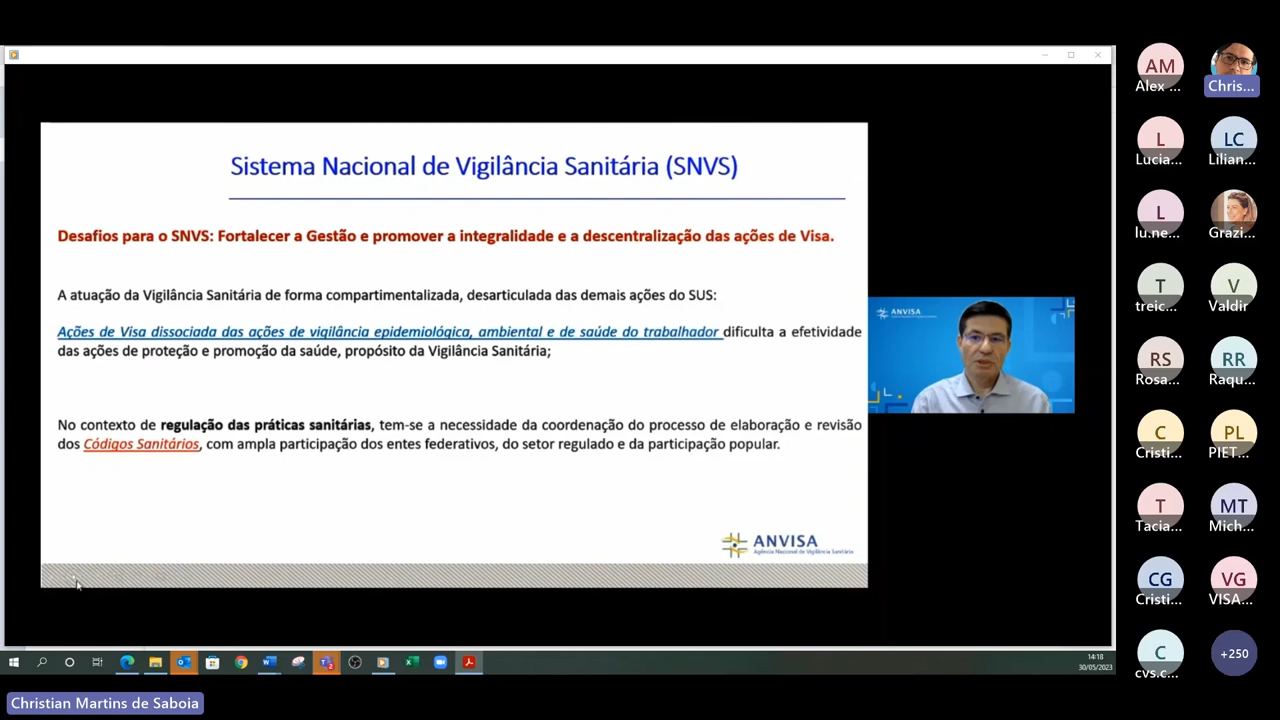 Sistema Nacional de Vigilância Sanitária (SNVS)
Desafios para o SNVS: Fortalecer a Gestão e promover a integralidade e a descentralização das ações de Visa.
A atuação da Vigilância Sanitária de forma compartimentalizada, desarticulada das demais ações do SUS:
Ações de Visa dissociada das ações de vigilância epidemiológica, ambiental e de saúde do trabalhador dificulta a efetividade
das ações de proteção e promoção da saúde, propósito da Vigilância Sanitária;
No contexto de regulação das práticas sanitárias, tem-se a necessidade da coordenação do processo de elaboração e revisão
dos Códigos Sanitários, com ampla participação dos entes federativos, do setor regulado e da participação popular.
ANVISA
Agência Nacional de Vigilância Sanitária
ANVISA
AM
Alex ...
Chris...
L
Lucia...
LC
Lilian...
L
lu.ne...
Grazi...
T
treic...
V
Valdir
RS
Rosa...
RR
Raqu...
C
Cristi...
PL
PIET...
T
Tacia...
MT
Mich...
CG
Cristi...
VG
VISA...
C
cvs.c...
+250
14:18
30/05/2023
Christian Martins de Saboia